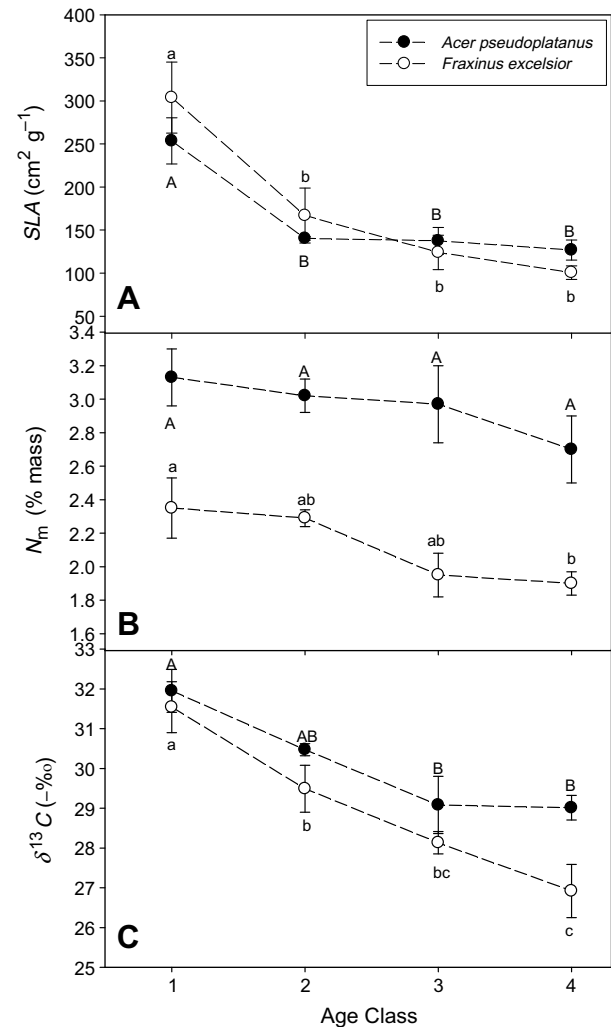 A
SLA (cm² g⁻¹)
400
350
300
250
200
150
100
50
Acer pseudoplatanus
Fraxinus excelsior
a
A
b
B
B
b
B
b
B
Nm (% mass)
3.4
3.2
3.0
2.8
2.6
2.4
2.2
2.0
1.8
1.6
A
A
A
A
a
ab
ab
b
C
δ¹³C (–‰)
33
32
31
30
29
28
27
26
25
A
a
AB
b
B
bc
B
c
1 2 3 4
Age Class